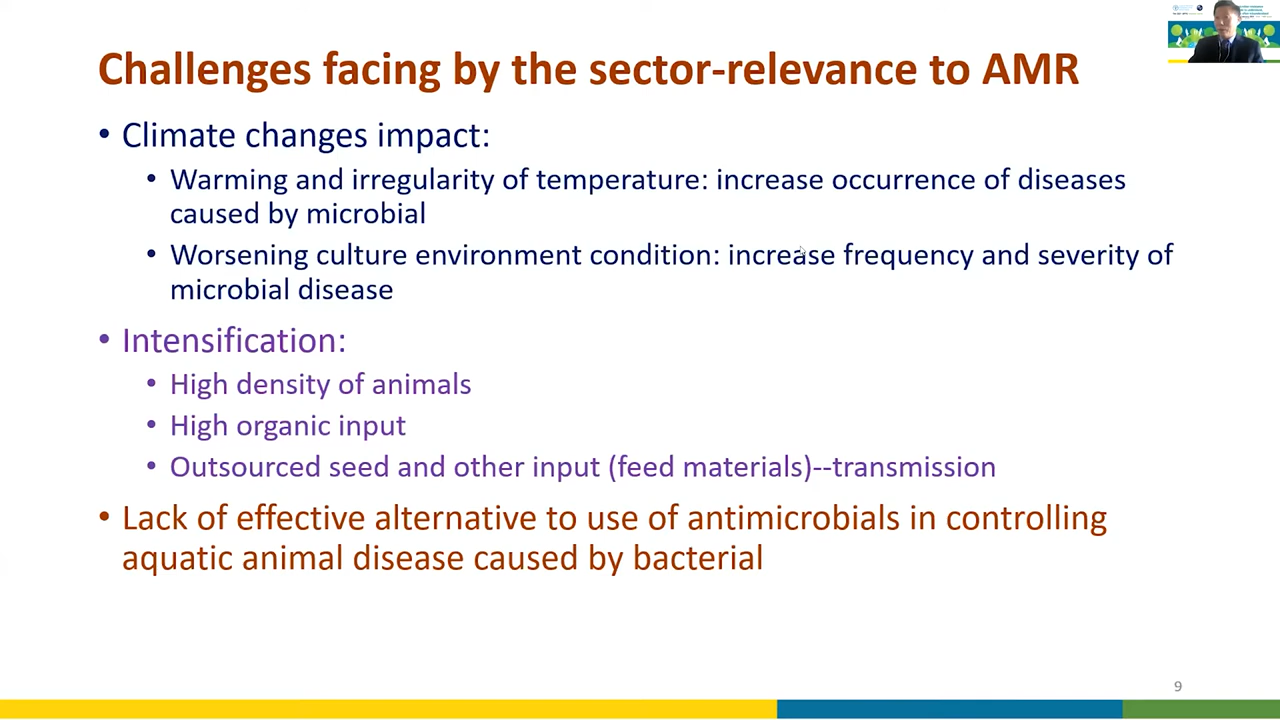 Challenges facing by the sector-relevance to AMR
• Climate changes impact:
• Warming and irregularity of temperature: increase occurrence of diseases
caused by microbial
• Worsening culture environment condition: increase frequency and severity of
microbial disease
• Intensification:
• High density of animals
• High organic input
• Outsourced seed and other input (feed materials)--transmission
• Lack of effective alternative to use of antimicrobials in controlling
aquatic animal disease caused by bacterial
9